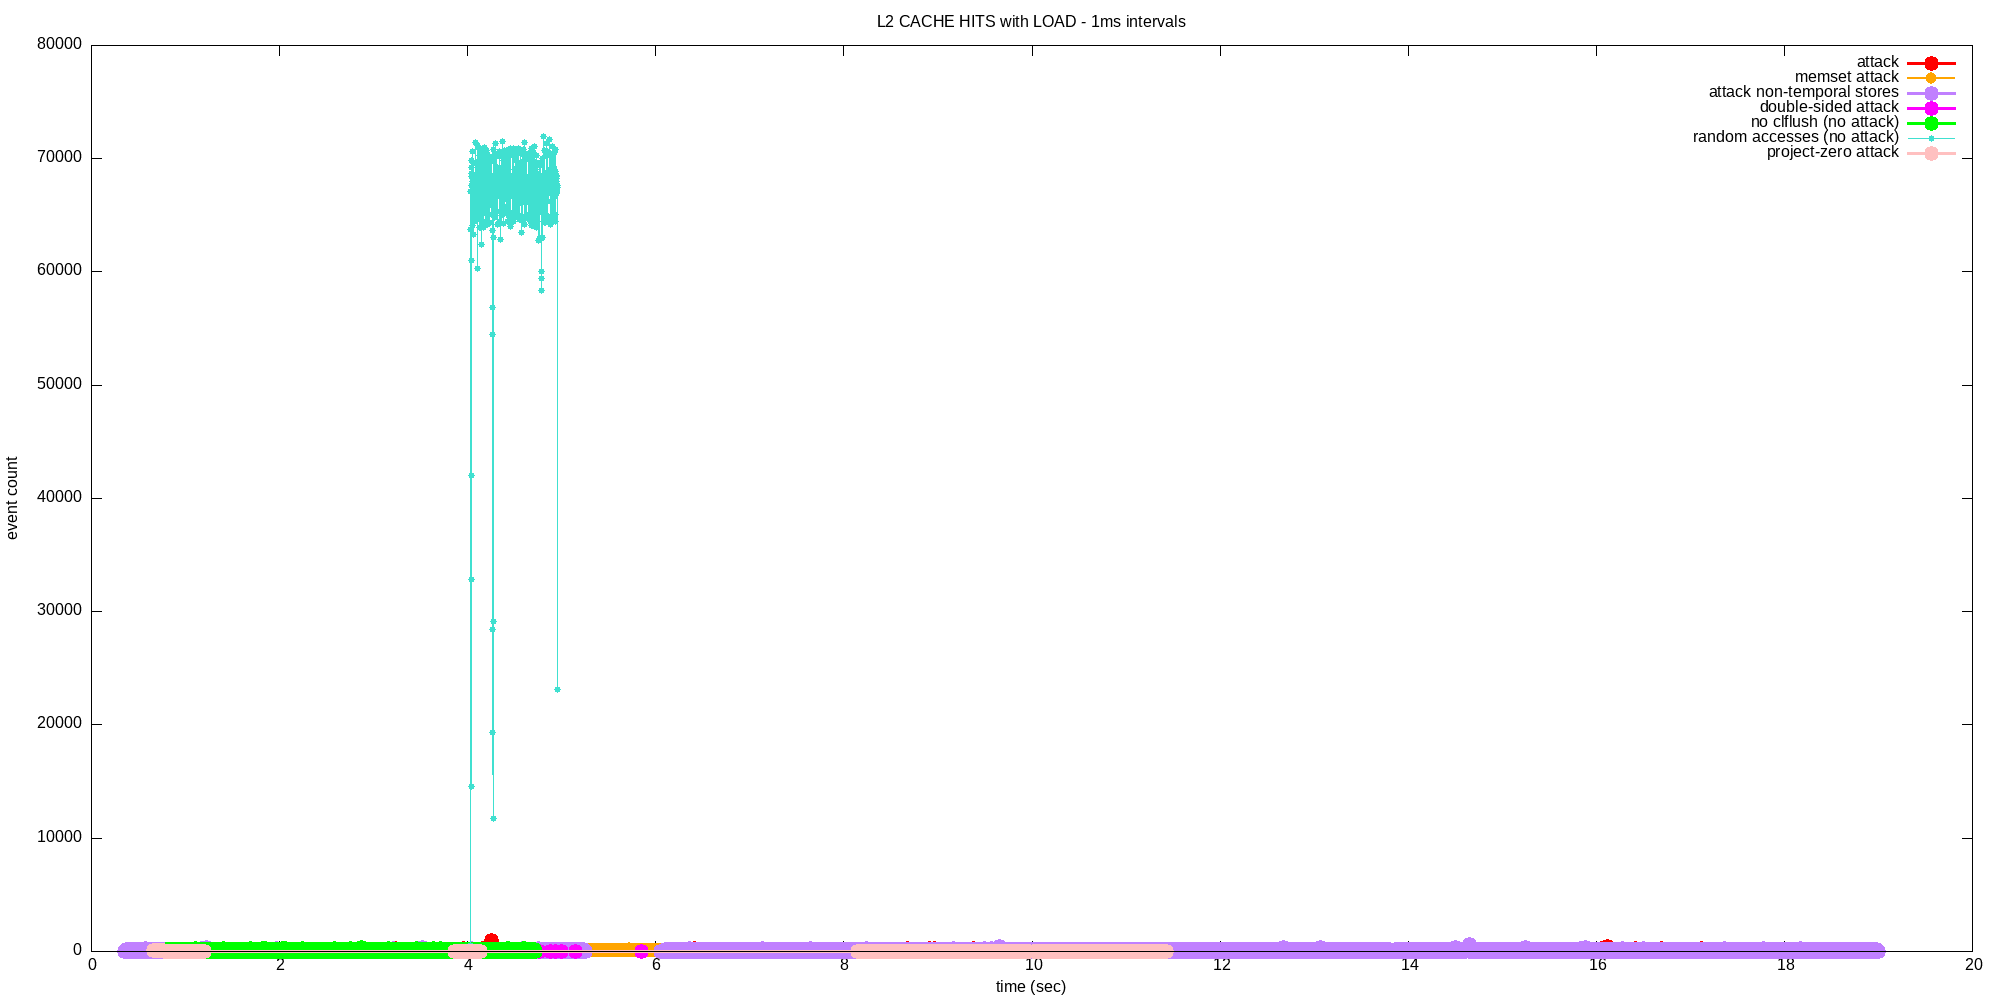 L2 CACHE HITS with LOAD - 1ms intervals
80000
70000
60000
50000
40000
30000
20000
10000
0
event count
attack
memset attack
attack non-temporal stores
double-sided attack
no clflush (no attack)
random accesses (no attack)
project-zero attack
0 2 4 6 8 10 12 14 16 18 20
time (sec)